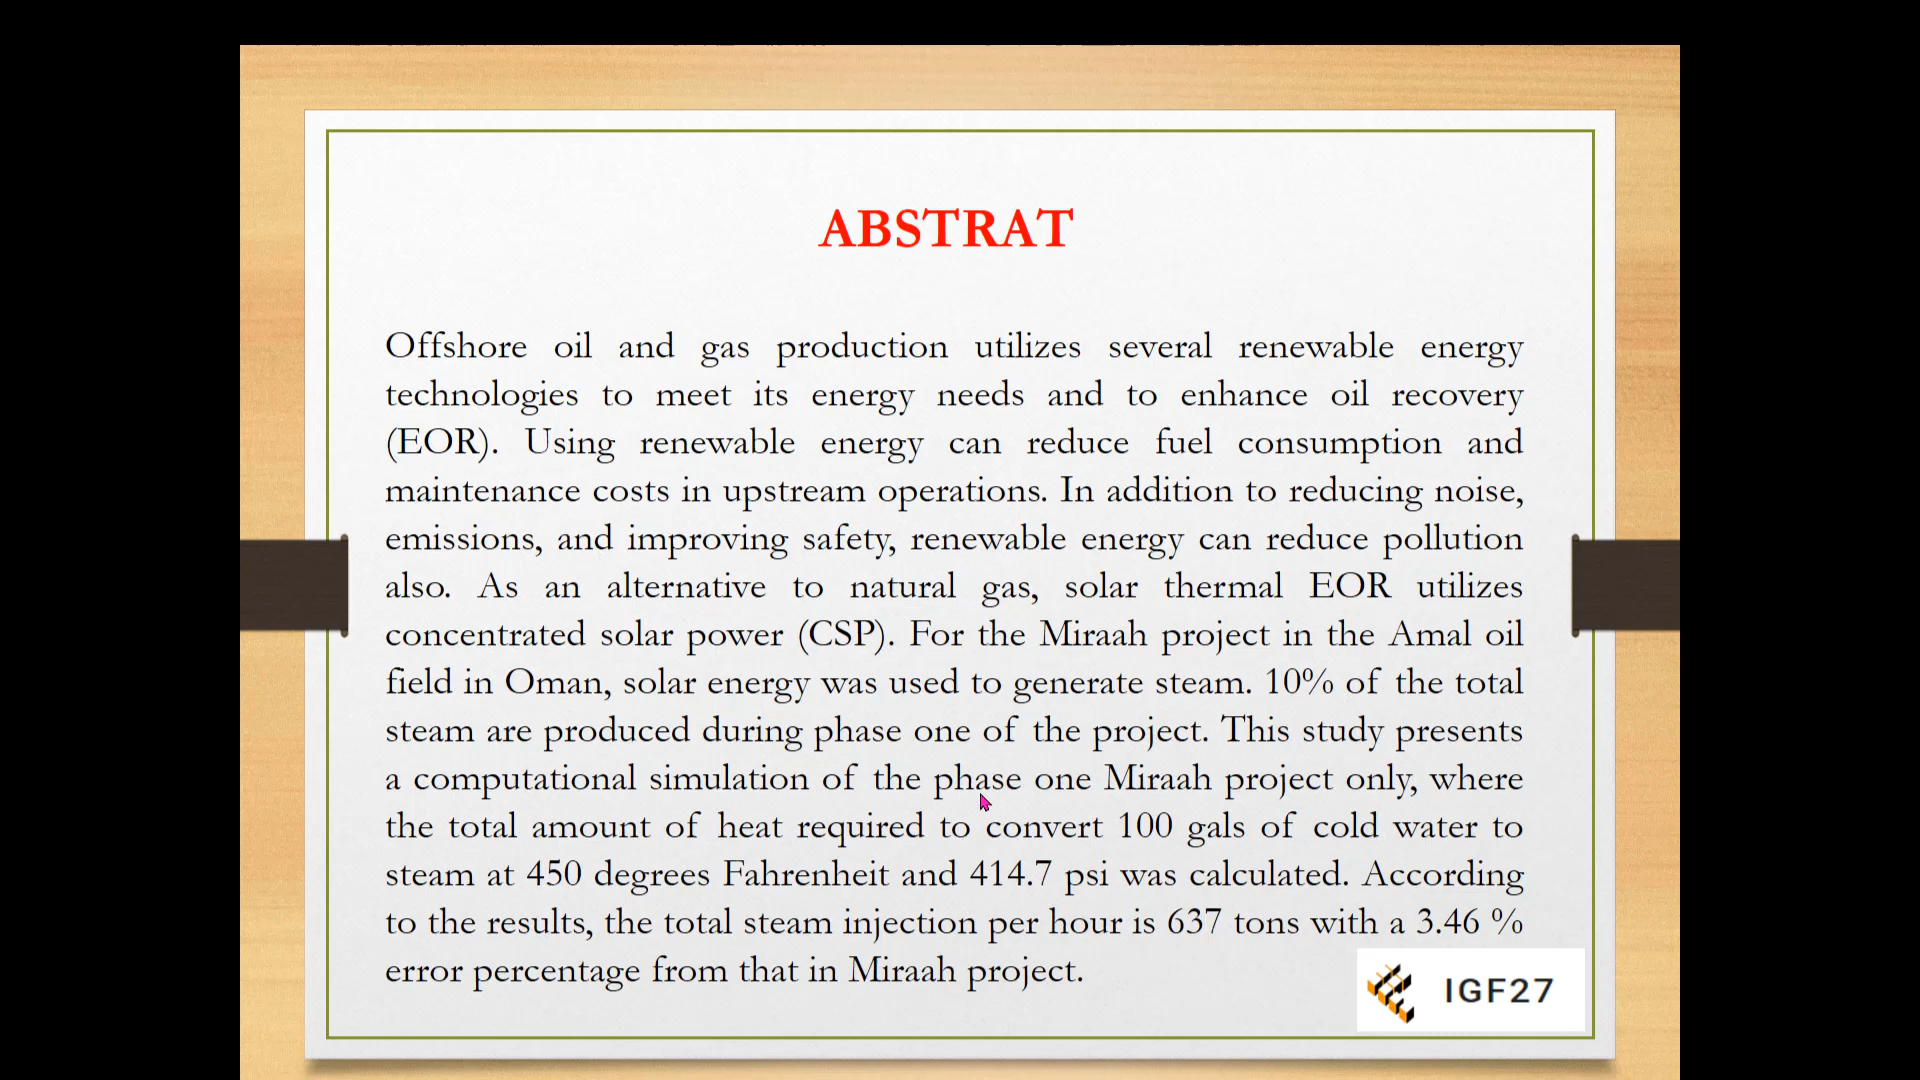 ABSTRAT
Offshore oil and gas production utilizes several renewable energy
technologies to meet its energy needs and to enhance oil recovery
(EOR). Using renewable energy can reduce fuel consumption and
maintenance costs in upstream operations. In addition to reducing noise,
emissions, and improving safety, renewable energy can reduce pollution
also. As an alternative to natural gas, solar thermal EOR utilizes
concentrated solar power (CSP). For the Miraah project in the Amal oil
field in Oman, solar energy was used to generate steam. 10% of the total
steam are produced during phase one of the project. This study presents
a computational simulation of the phase one Miraah project only, where
the total amount of heat required to convert 100 gals of cold water to
steam at 450 degrees Fahrenheit and 414.7 psi was calculated. According
to the results, the total steam injection per hour is 637 tons with a 3.46 %
error percentage from that in Miraah project.
IGF27